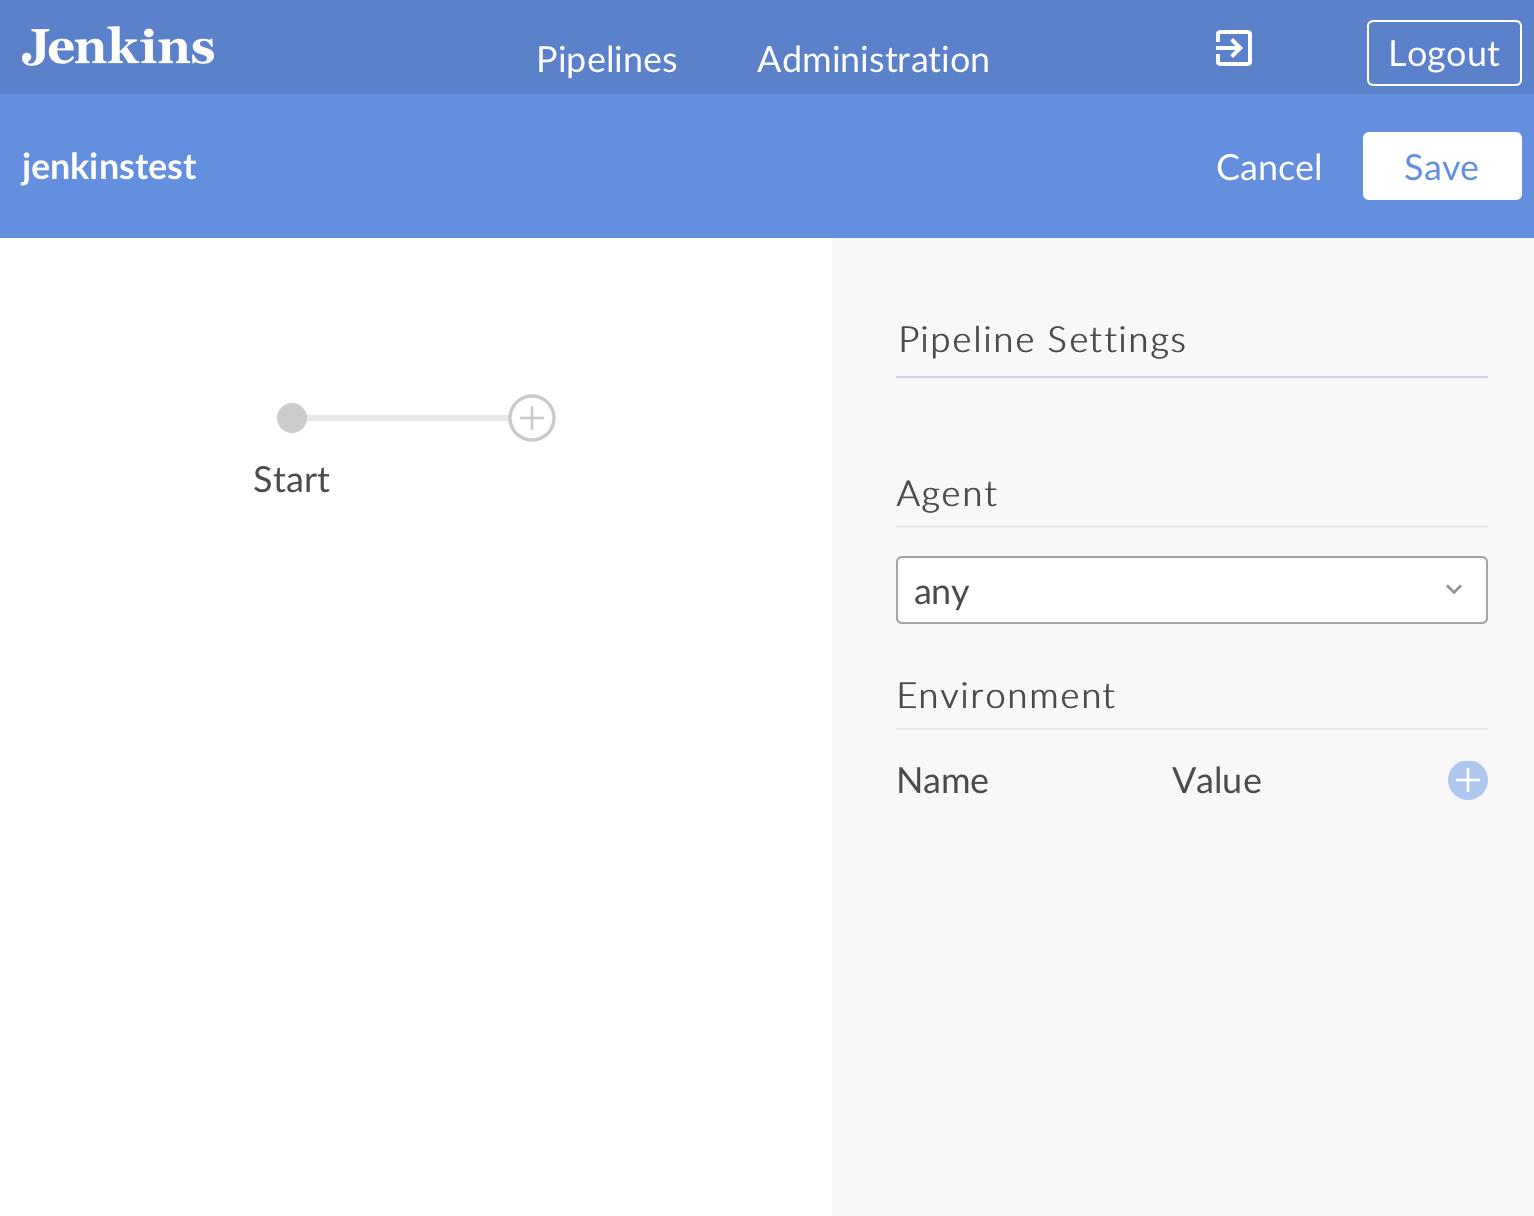 Jenkins
Pipelines
Administration
Logout
jenkinstest
Cancel
Save
Start
Pipeline Settings
Agent
any
Environment
Name
Value